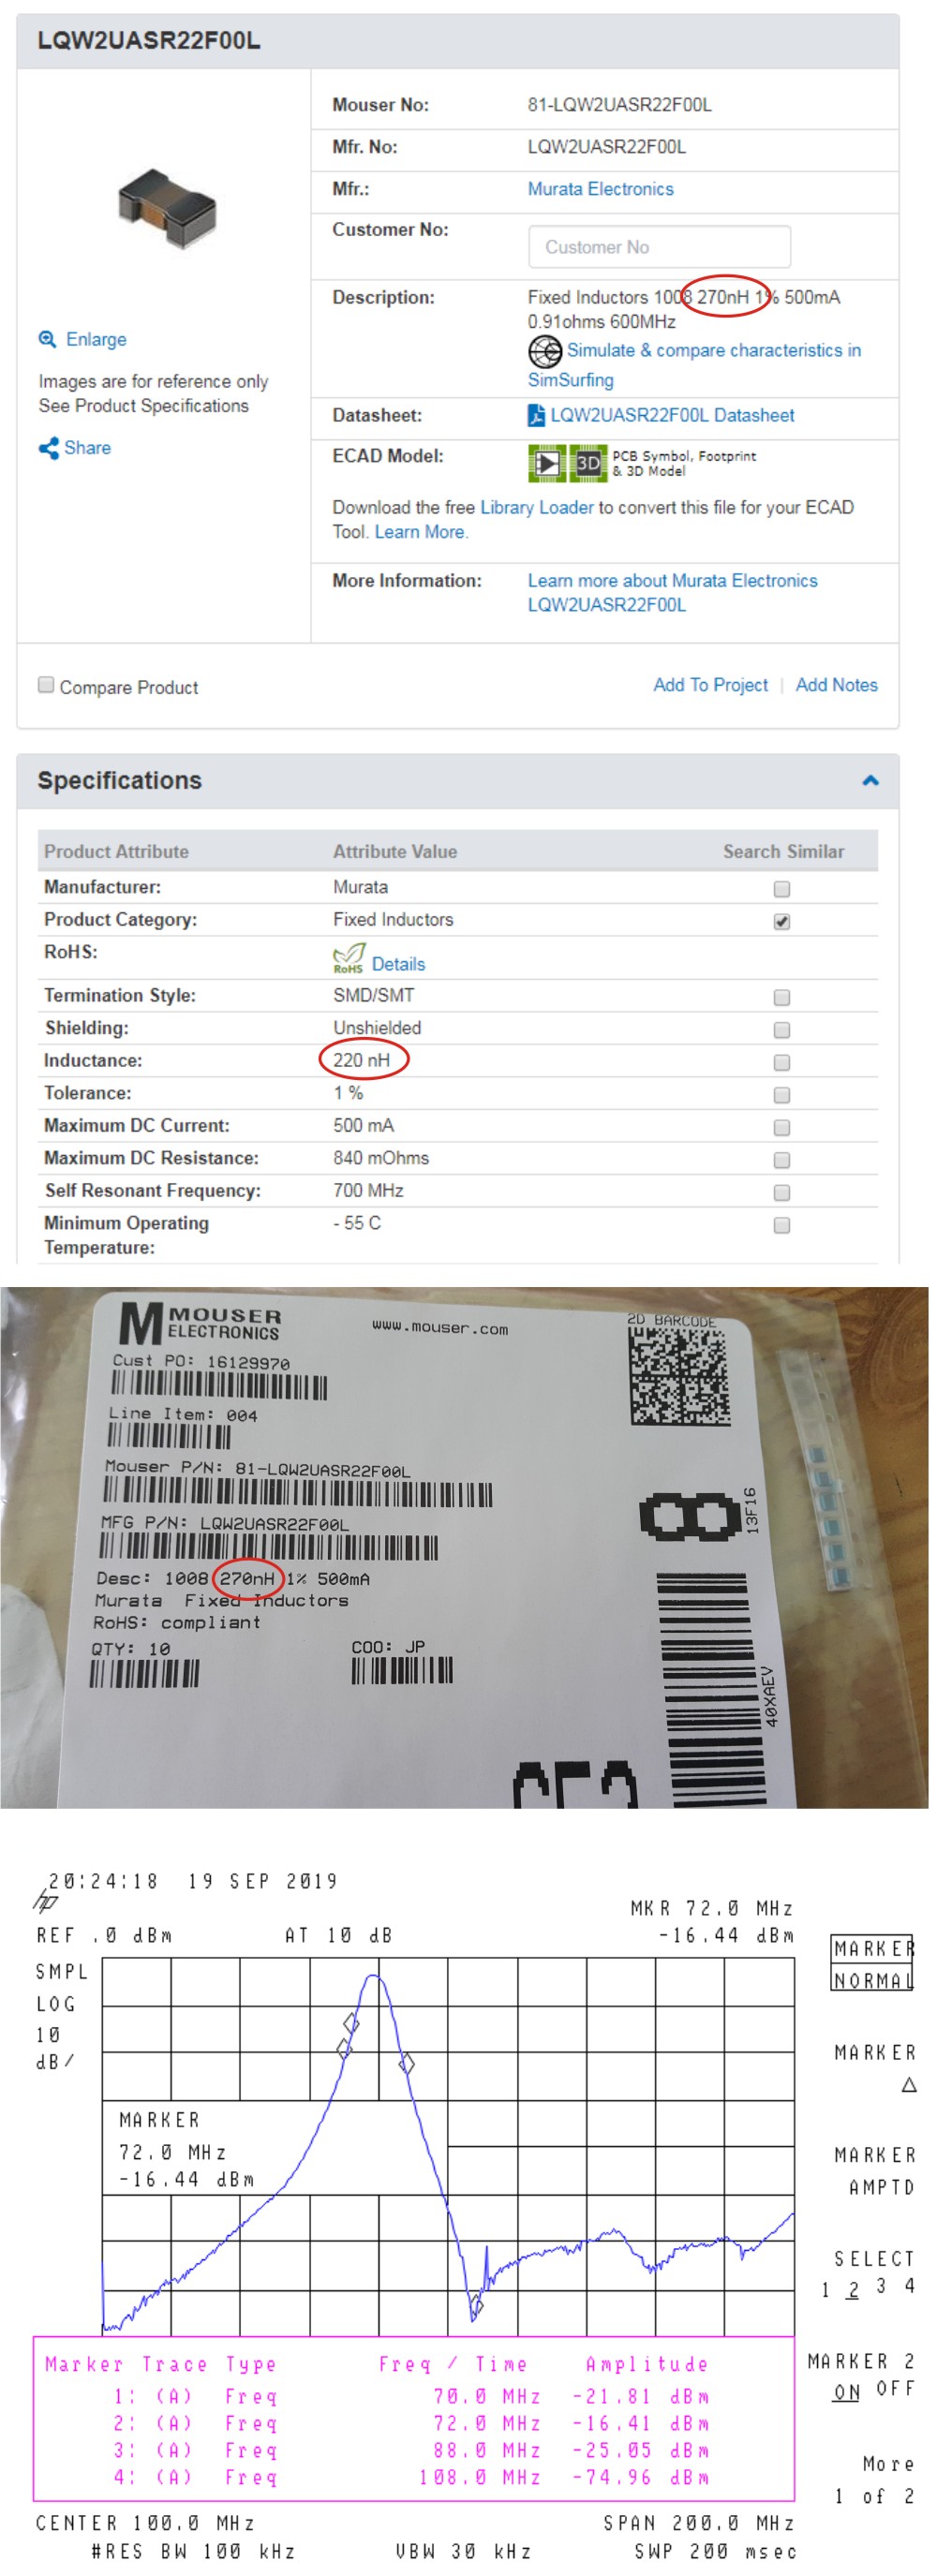 LQW2UASR22F00L
Mouser No: 81-LQW2UASR22F00L
Mfr. No: LQW2UASR22F00L
Mfr.: Murata Electronics
Customer No: Customer No
Description: Fixed Inductors 1008 270nH 1% 500mA
0.91ohms 600MHz
Simulate & compare characteristics in
SimSurfing
Enlarge
Images are for reference only
See Product Specifications
Share
Datasheet: LQW2UASR22F00L Datasheet
ECAD Model: 3D PCB Symbol, Footprint
& 3D Model
Download the free Library Loader to convert this file for your ECAD
Tool. Learn More.
More Information: Learn more about Murata Electronics
LQW2UASR22F00L
Compare Product Add To Project | Add Notes
Specifications
Product Attribute Attribute Value Search Similar
Manufacturer: Murata
Product Category: Fixed Inductors
RoHS: RoHS Details
Termination Style: SMD/SMT
Shielding: Unshielded
Inductance: 220 nH
Tolerance: 1 %
Maximum DC Current: 500 mA
Maximum DC Resistance: 840 mOhms
Self Resonant Frequency: 700 MHz
Minimum Operating - 55 C
Temperature:
M MOUSER
ELECTRONICS
www.mouser.com
2D BARCODE
Cust PO: 16129970
Line Item: 004
Mouser P/N: 81-LQW2UASR22F00L
MFG P/N: LQW2UASR22F00L
Desc: 1008 270nH 1% 500mA
Murata Fixed Inductors
RoHS: compliant
QTY: 10 COO: JP
8
13F16
40XAEV
20:24:18 19 SEP 2019
hp
MKR 72.0 MHz
REF .0 dBm AT 10 dB -16.44 dBm
SMPL
LOG
10
dB/
MARKER
72.0 MHz
-16.44 dBm
MARKER
NORMAL
MARKER
△
MARKER
AMPTD
SELECT
1 2 3 4
MARKER 2
ON OFF
More
1 of 2
Marker Trace Type Freq / Time Amplitude
1: (A) Freq 70.0 MHz -21.81 dBm
2: (A) Freq 72.0 MHz -16.41 dBm
3: (A) Freq 88.0 MHz -25.05 dBm
4: (A) Freq 108.0 MHz -74.96 dBm
CENTER 100.0 MHz SPAN 200.0 MHz
#RES BW 100 kHz VBW 30 kHz SWP 200 msec